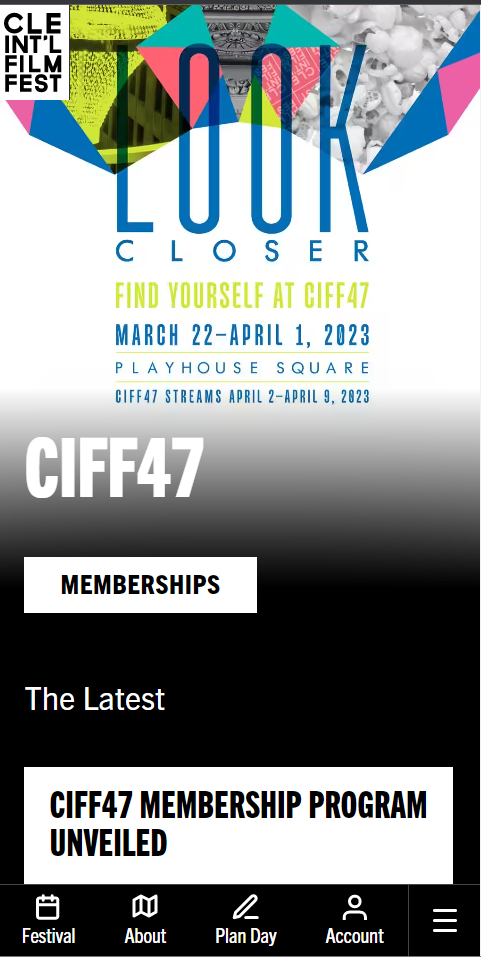 CLE
INT'L
FILM
FEST
LOOK
CLOSER
FIND YOURSELF AT CIFF47
MARCH 22–APRIL 1, 2023
PLAYHOUSE SQUARE
CIFF47 STREAMS APRIL 2–APRIL 9, 2023
CIFF47
MEMBERSHIPS
The Latest
CIFF47 MEMBERSHIP PROGRAM
UNVEILED
Festival About Plan Day Account